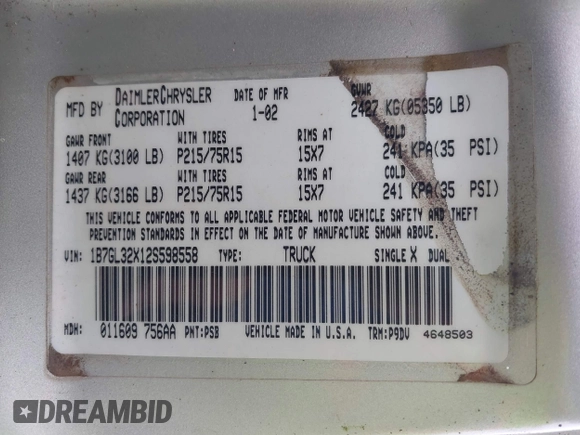 MFD BY DAIMLERCHRYSLER CORPORATION DATE OF MFR 1-02 GVWR 2427 KG(05350 LB)
GAWR FRONT WITH TIRES RIMS AT COLD
1407 KG(3100 LB) P215/75R15 15X7 241 KPA(35 PSI)
GAWR REAR WITH TIRES RIMS AT COLD
1437 KG(3166 LB) P215/75R15 15X7 241 KPA(35 PSI)
THIS VEHICLE CONFORMS TO ALL APPLICABLE FEDERAL MOTOR VEHICLE SAFETY AND THEFT
PREVENTION STANDARDS IN EFFECT ON THE DATE OF MANUFACTURE SHOWN ABOVE.
VIN: 1B7GL32X12S598558 TYPE: TRUCK SINGLE X DUAL
MDH: 011609 756AA PNT:PSB VEHICLE MADE IN U.S.A. TRM:P9DV 4648503
DREAMBID